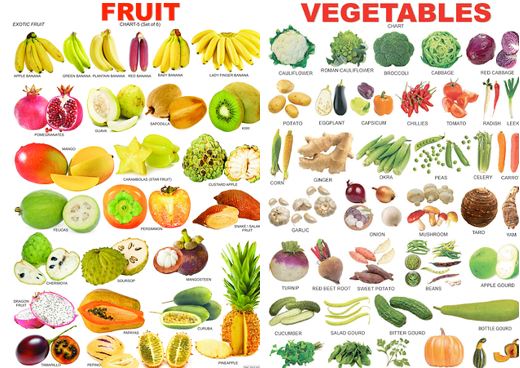 FRUIT
EXOTIC FRUIT
CHART-5 (Set of 6)
APPLE BANANA
GREEN BANANA
PLANTAIN BANANA
RED BANANA
BABY BANANA
LADY FINGER BANANA
POMEGRANATES
GUAVA
SAPODILLA
KIWI
MANGO
CARAMBOLAS (STAR FRUIT)
CUSTARD APPLE
FEIJCAS
PERSIMMON
SNAKE / SALAK
FRUIT
CHERIMOYA
SOURSOP
MANGOSTEEN
DRAGON
FRUIT
PAPAYAS
CURUBA
TAMARILLO
PEPINO
PINEAPPLE
VEGETABLES
CHART
CAULIFLOWER
ROMAN CAULIFLOWER
BROCCOLI
CABBAGE
RED CABBAGE
POTATO
EGGPLANT
CAPSICUM
CHILLIES
TOMATO
RADISH
LEEK
CORN
GINGER
OKRA
PEAS
CELERY
CARRO
GARLIC
ONION
MUSHROOM
TARO
YAM
TURNIP
RED BEET ROOT
SWEET POTATO
BEANS
APPLE GOURD
CUCUMBER
SALAD GOURD
BITTER GOURD
BOTTLE GOURD